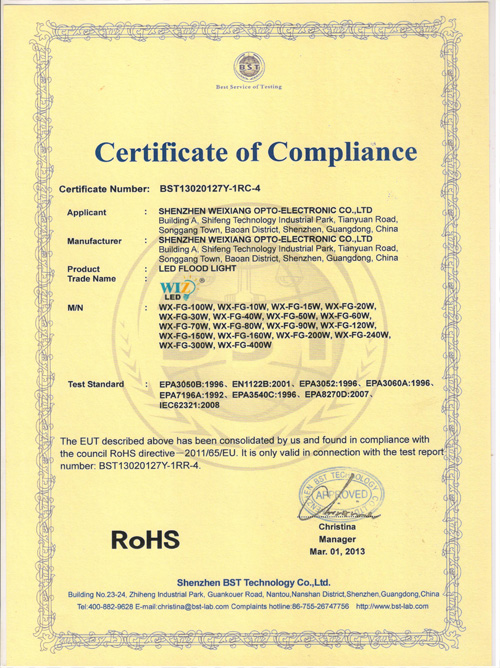 BST
Best Service of Testing
Certificate of Compliance
Certificate Number: BST13020127Y-1RC-4
Applicant : SHENZHEN WEIXIANG OPTO-ELECTRONIC CO.,LTD
Building A, Shifeng Technology Industrial Park, Tianyuan Road,
Songgang Town, Baoan District, Shenzhen, Guangdong, China
Manufacturer : SHENZHEN WEIXIANG OPTO-ELECTRONIC CO.,LTD
Building A, Shifeng Technology Industrial Park, Tianyuan Road,
Songgang Town, Baoan District, Shenzhen, Guangdong, China
Product : LED FLOOD LIGHT
Trade Name :
WIZ ®
LED
M/N : WX-FG-100W, WX-FG-10W, WX-FG-15W, WX-FG-20W,
WX-FG-30W, WX-FG-40W, WX-FG-50W, WX-FG-60W,
WX-FG-70W, WX-FG-80W, WX-FG-90W, WX-FG-120W,
WX-FG-150W, WX-FG-160W, WX-FG-200W, WX-FG-240W,
WX-FG-300W, WX-FG-400W
Test Standard : EPA3050B:1996、EN1122B:2001、EPA3052:1996、EPA3060A:1996、
EPA7196A:1992、EPA3540C:1996、EPA8270D:2007、
IEC62321:2008
The EUT described above has been consolidated by us and found in compliance with
the council RoHS directive—2011/65/EU. It is only valid in connection with the test report
number: BST13020127Y-1RR-4.
SHENZHEN BST TECHNOLOGY CO
APPROVED
Christina
Manager
Mar. 01, 2013
RoHS
Shenzhen BST Technology Co.,Ltd.
Building No.23-24, Zhiheng Industrial Park, Guankouer Road, Nantou,Nanshan District,Shenzhen,Guangdong,China
Tel:400-882-9628 E-mail:christina@bst-lab.com Complaints hotline:86-755-26747756 http://www.bst-lab.com